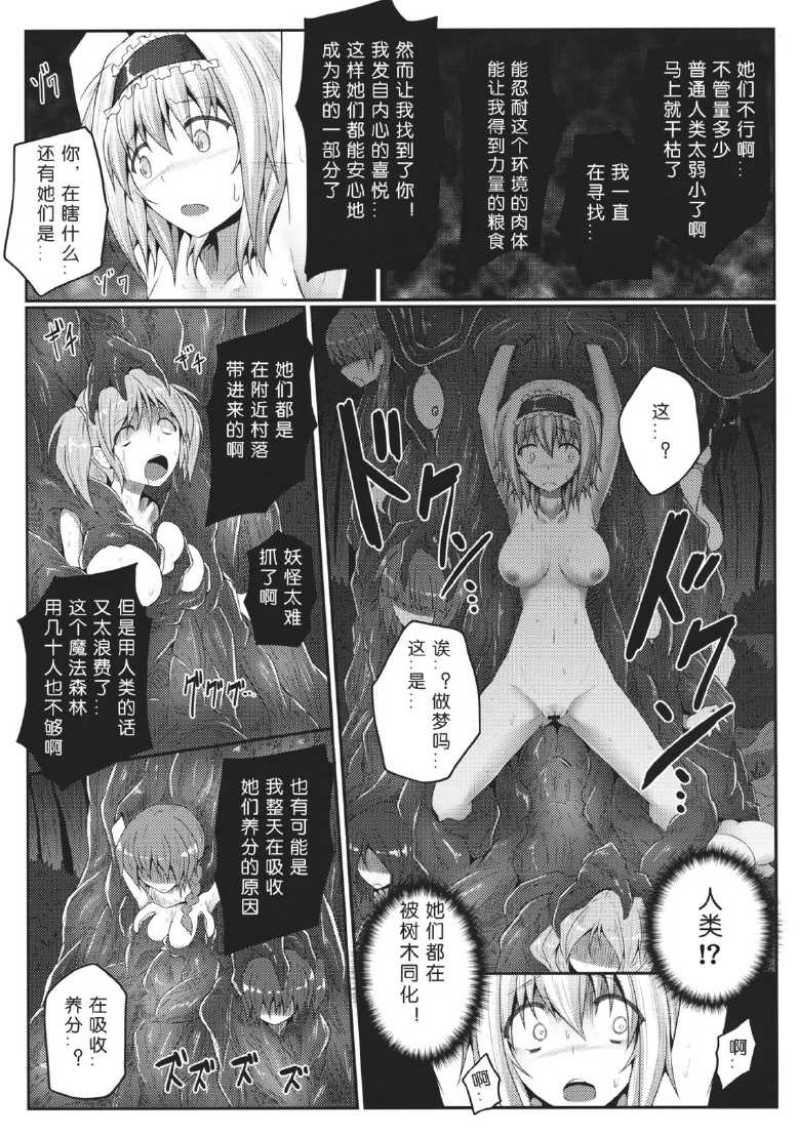 她们不行啊…
不管量多少
普通人类太弱小了啊
马上就干枯了
我一直
在寻找…
能忍耐这个环境的肉体
能让我得到力量的粮食
然而让我找到了你！
我发自内心的喜悦…
这样她们都能安心地
成为我的一部分了
你，在瞎什么…
还有她们是…
ゾワ
ゾワ
这…？
ドクン
ドクン
诶…？做梦吗…
这…是…
人类
!?
她们都在
被树木同化！
啊…
啊…
她们都是
在附近村落
带进来的啊
妖怪太难
抓了啊
但是用人类的话
又太浪费了…
这个魔法森林
用几十人也不够啊
也有可能是
我整天在吸收
她们养分的原因
在吸收
养分…？
ズズズ